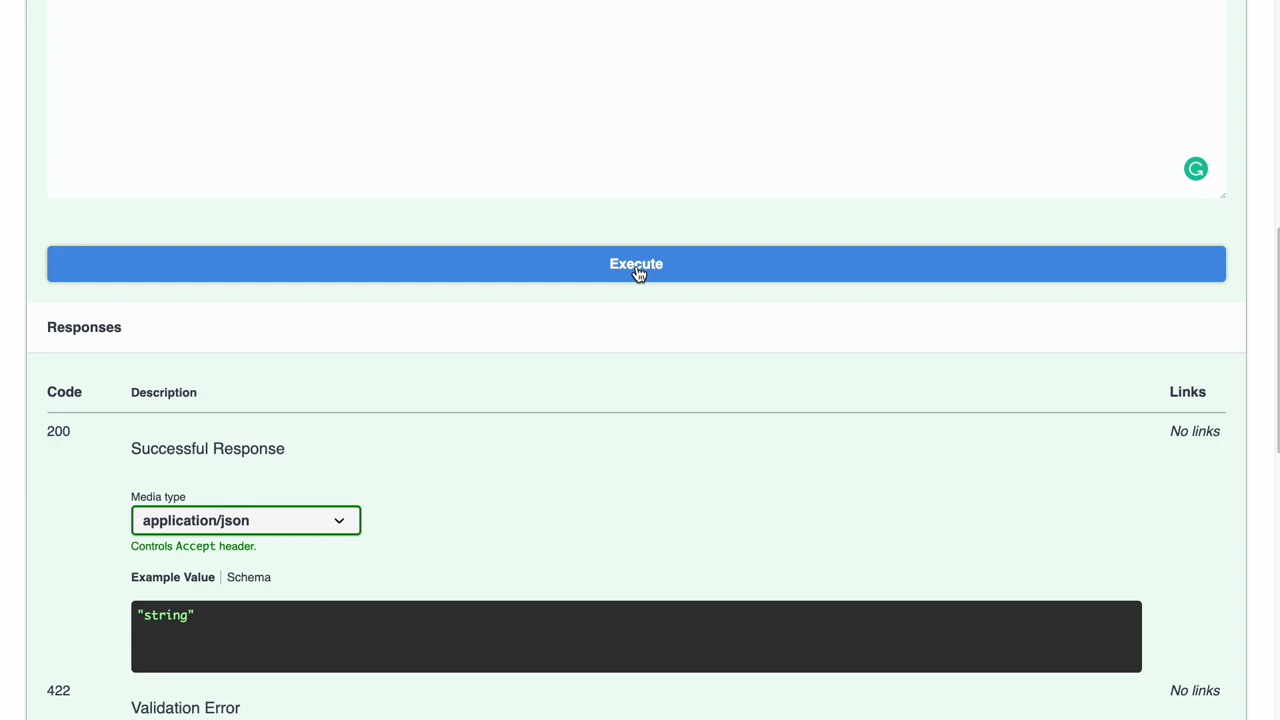 Execute
Responses
Code Description Links
200 No links
Successful Response
Media type
application/json
Controls Accept header.
Example Value Schema
"string"
422 No links
Validation Error